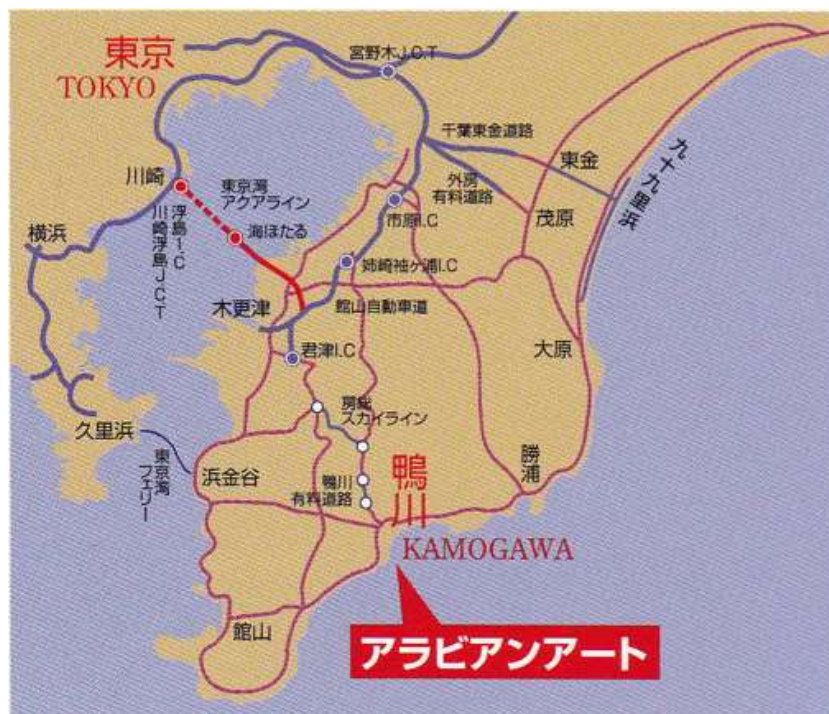 東京
TOKYO
宮野木J.C.T
千葉東金道路
東金
九十九里浜
外房
有料道路
茂原
川崎
東京湾
アクアライン
市原I.C
横浜
浮島I.C
川崎浮島J.C.T
海ほたる
姉崎袖ヶ浦I.C
木更津
館山自動車道
君津I.C
大原
房総
スカイライン
久里浜
東京湾
フェリー
浜金谷
鴨川
有料道路
鴨川
KAMOGAWA
勝浦
館山
アラビアンアート